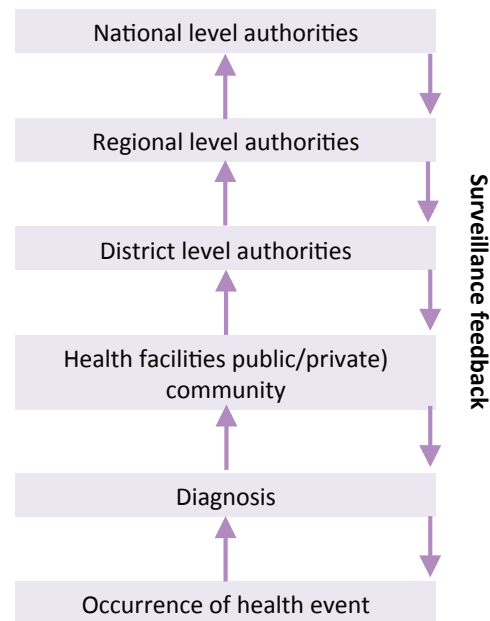 National level authorities
Regional level authorities
District level authorities
Health facilities public/private)
community
Diagnosis
Occurrence of health event
Surveillance feedback